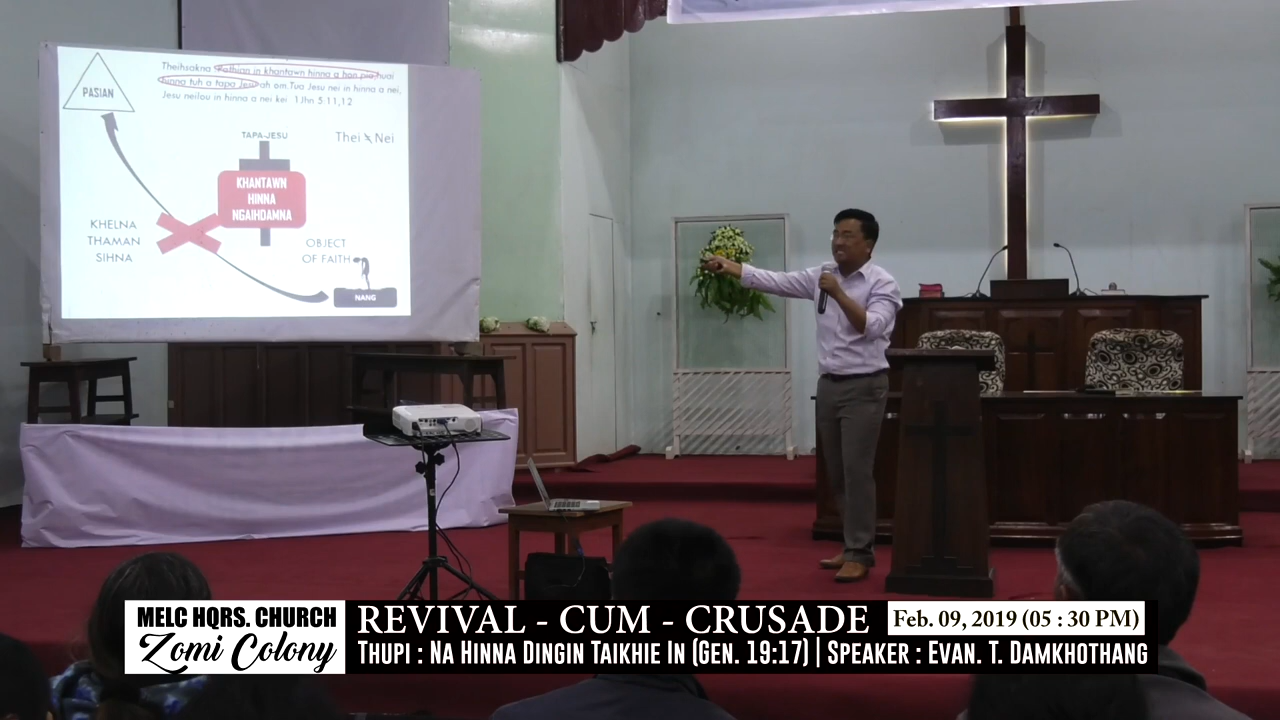 PASIAN
Theihsakna : Pathian in khantawn hinna a hon pia, huai
hinna tuh a tapa Jesu ah om. Tua Jesu nei in hinna a nei,
Jesu neilou in hinna a nei kei 1 Jhn 5:11,12
TAPA-JESU
Thei ≠ Nei
KHANTAWN
HINNA
NGAIHDAMNA
KHELNA
THAMAN
SIHNA
OBJECT
OF FAITH
NANG
MELC HQRS. CHURCH
Zomi Colony
REVIVAL - CUM - CRUSADE
Feb. 09, 2019 (05 : 30 PM)
THUPI : NA HINNA DINGIN TAIKHIE IN (GEN. 19:17) | SPEAKER : EVAN. T. DAMKHOTHANG